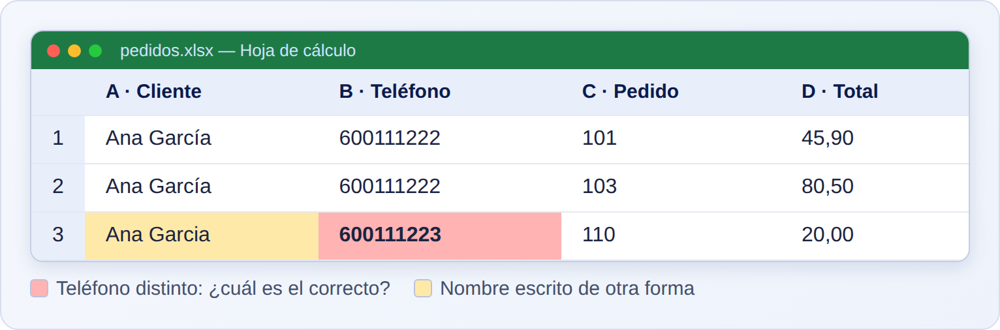 pedidos.xlsx — Hoja de cálculo
A · Cliente B · Teléfono C · Pedido D · Total
1 Ana García 600111222 101 45,90
2 Ana García 600111222 103 80,50
3 Ana Garcia 600111223 110 20,00
Teléfono distinto: ¿cuál es el correcto? Nombre escrito de otra forma